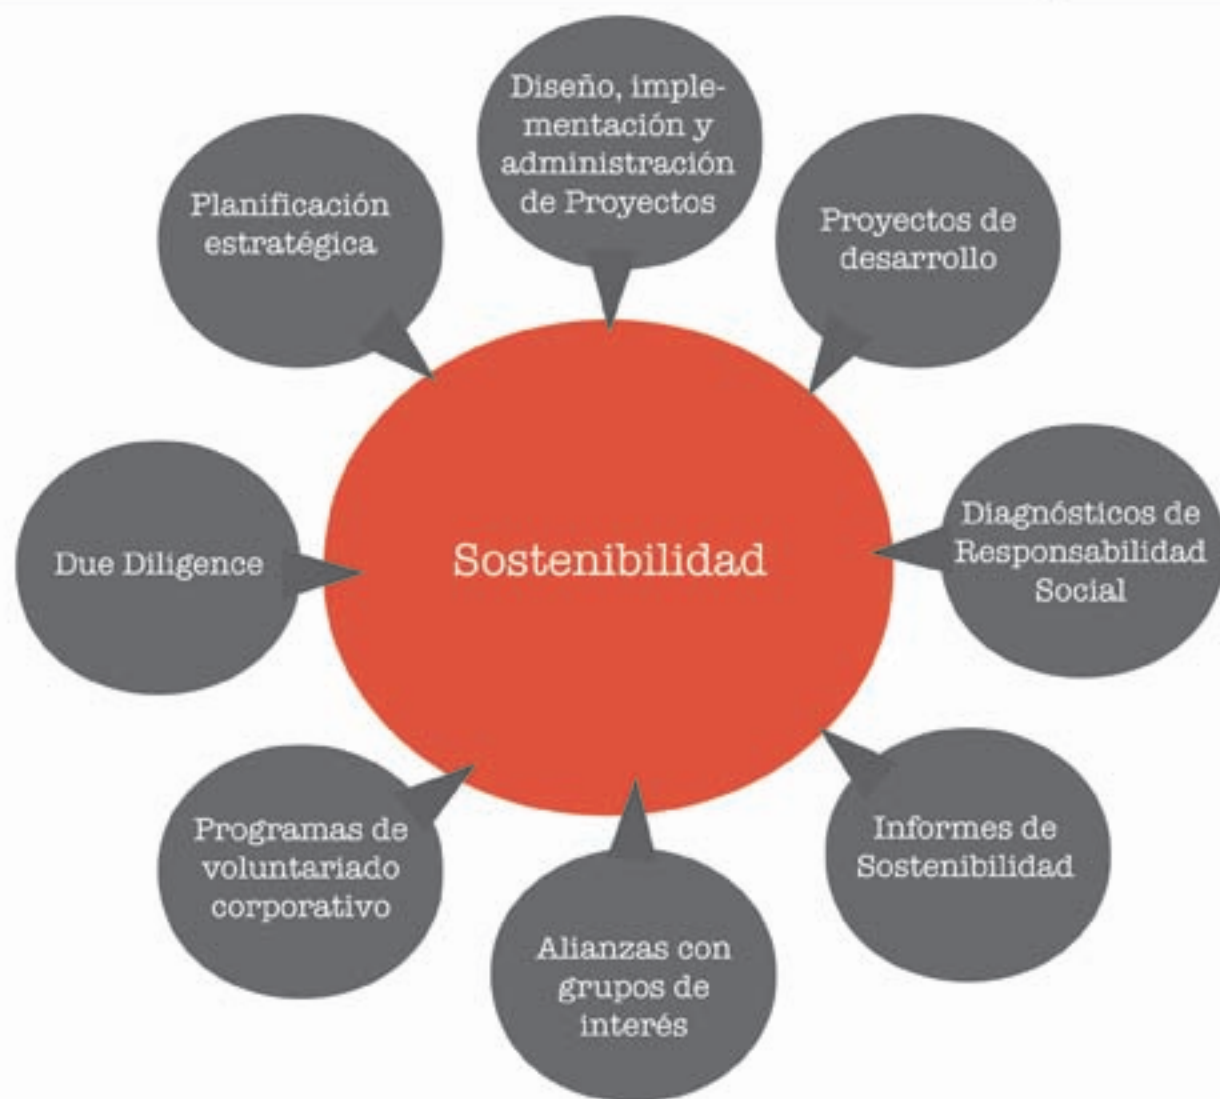 Diseño, imple-
mentación y
administración
de Proyectos
Planificación
estratégica
Proyectos de
desarrollo
Diagnósticos de
Responsabilidad
Social
Due Diligence
Sostenibilidad
Programas de
voluntariado
corporativo
Informes de
Sostenibilidad
Alianzas con
grupos de
interés